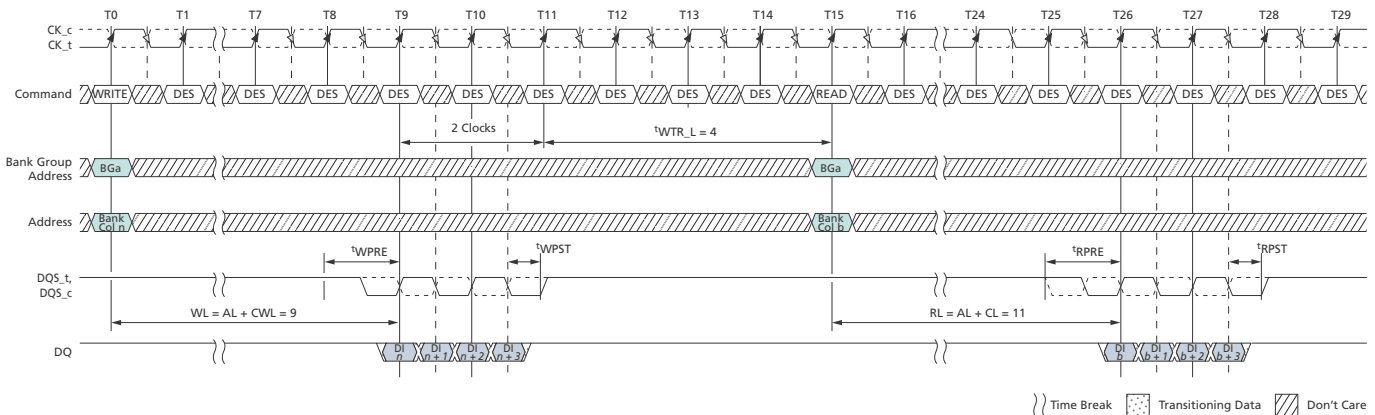 T0 T1 T7 T8 T9 T10 T11 T12 T13 T14 T15 T16 T24 T25 T26 T27 T28 T29
CK_c
CK_t
Command WRITE DES DES DES DES DES DES DES DES DES READ DES DES DES DES DES DES DES
2 Clocks tWTR_L = 4
Bank Group
Address BGa BGa
Address Bank
Col n Bank
Col b
tWPRE tWPST tRPRE tRPST
DQS_t,
DQS_c
WL = AL + CWL = 9 RL = AL + CL = 11
DQ DI
n DI
n + 1 DI
n + 2 DI
n + 3 DI
b DI
b + 1 DI
b + 2 DI
b + 3
Time Break Transitioning Data Don't Care